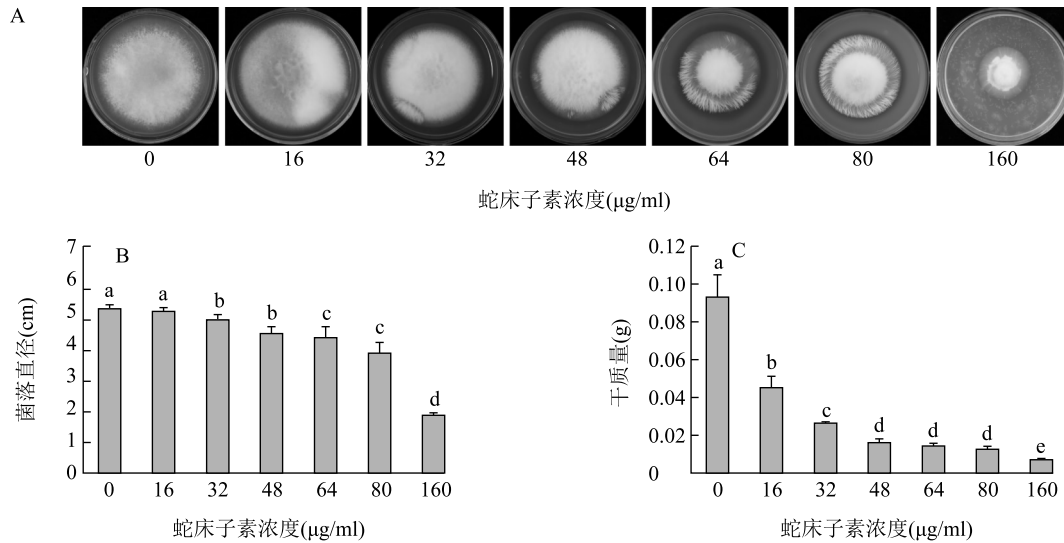 A
0 16 32 48 64 80 160
蛇床子素浓度(μg/ml)
B
菌落直径(cm)
7
6
5
4
3
2
1
0
a a b b c c d
0 16 32 48 64 80 160
蛇床子素浓度(μg/ml)
C
干质量(g)
0.12
0.10
0.08
0.06
0.04
0.02
0
a b c d d d e
0 16 32 48 64 80 160
蛇床子素浓度(μg/ml)